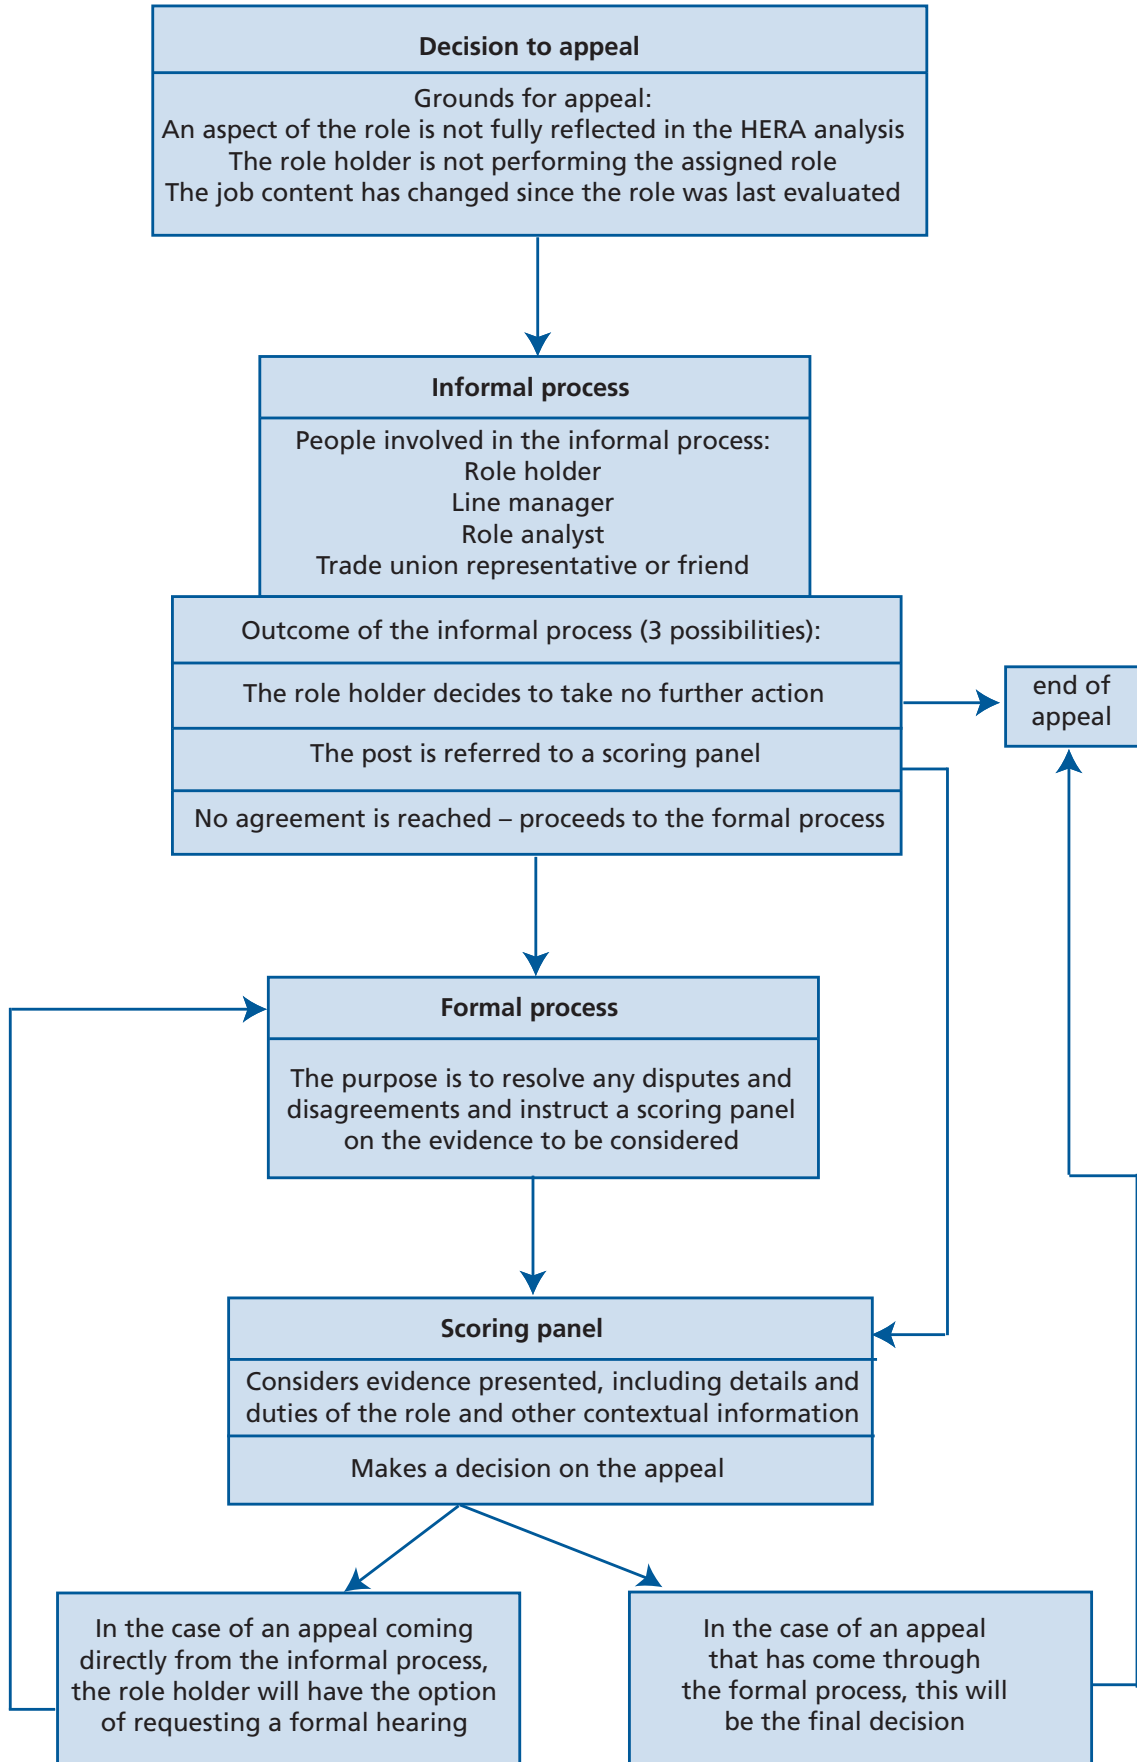 Decision to appeal
Grounds for appeal:
An aspect of the role is not fully reflected in the HERA analysis
The role holder is not performing the assigned role
The job content has changed since the role was last evaluated
Informal process
People involved in the informal process:
Role holder
Line manager
Role analyst
Trade union representative or friend
Outcome of the informal process (3 possibilities):
The role holder decides to take no further action
end of
appeal
The post is referred to a scoring panel
No agreement is reached – proceeds to the formal process
Formal process
The purpose is to resolve any disputes and
disagreements and instruct a scoring panel
on the evidence to be considered
Scoring panel
Considers evidence presented, including details and
duties of the role and other contextual information
Makes a decision on the appeal
In the case of an appeal coming
directly from the informal process,
the role holder will have the option
of requesting a formal hearing
In the case of an appeal
that has come through
the formal process, this will
be the final decision